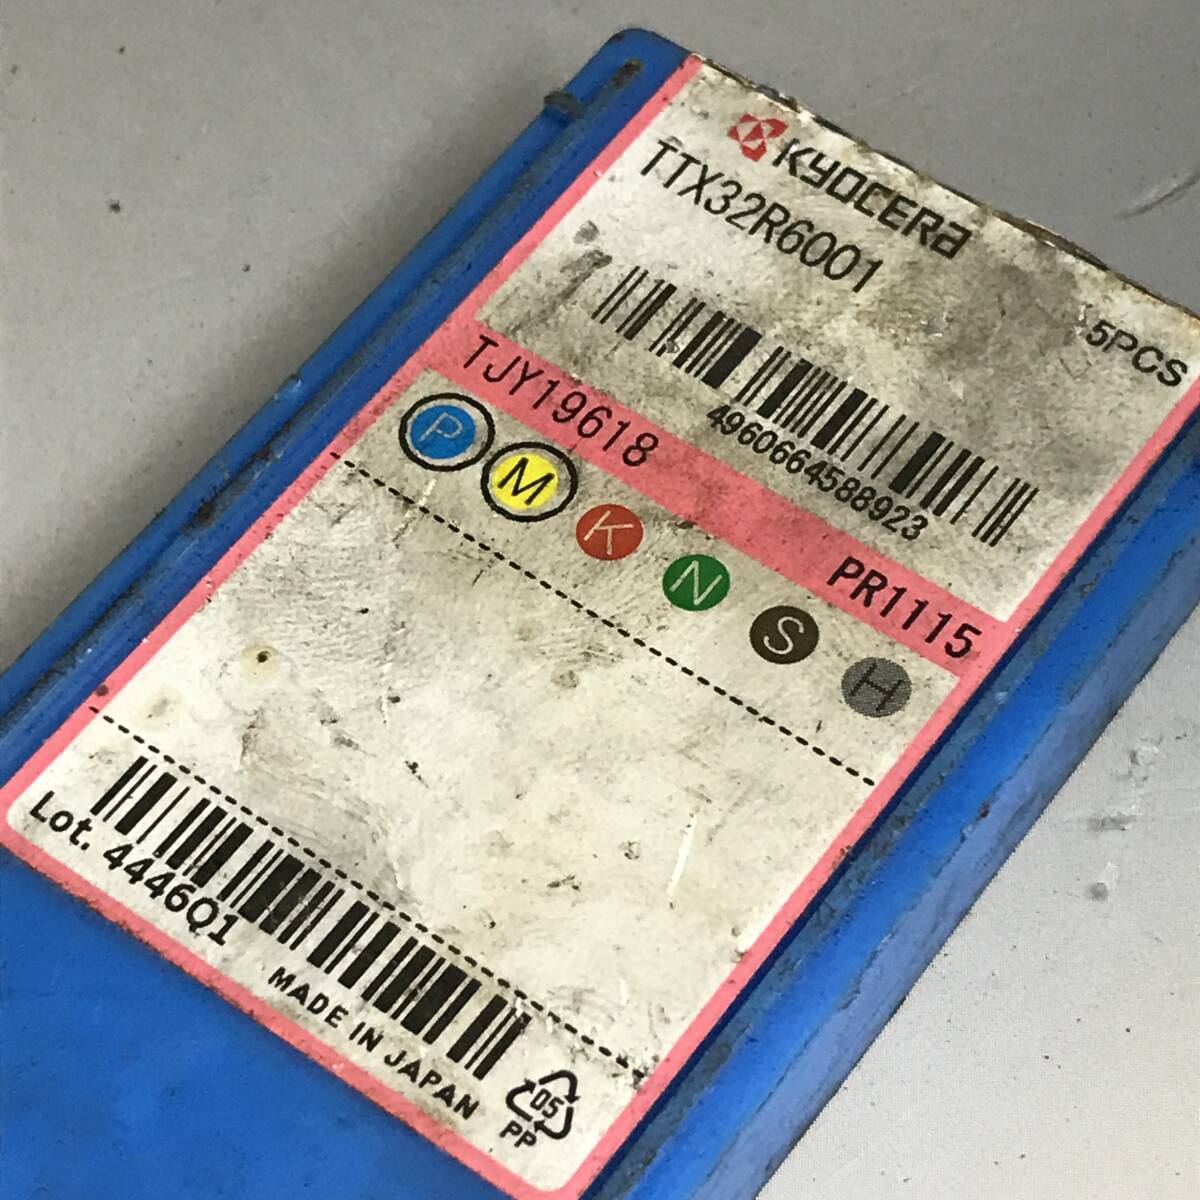 KYOCERA
TTX32R6001
5PCS
4960664588923
TJY19618
PR1115
P M K N S H
Lot. 4446Q1
MADE IN JAPAN
05
PP